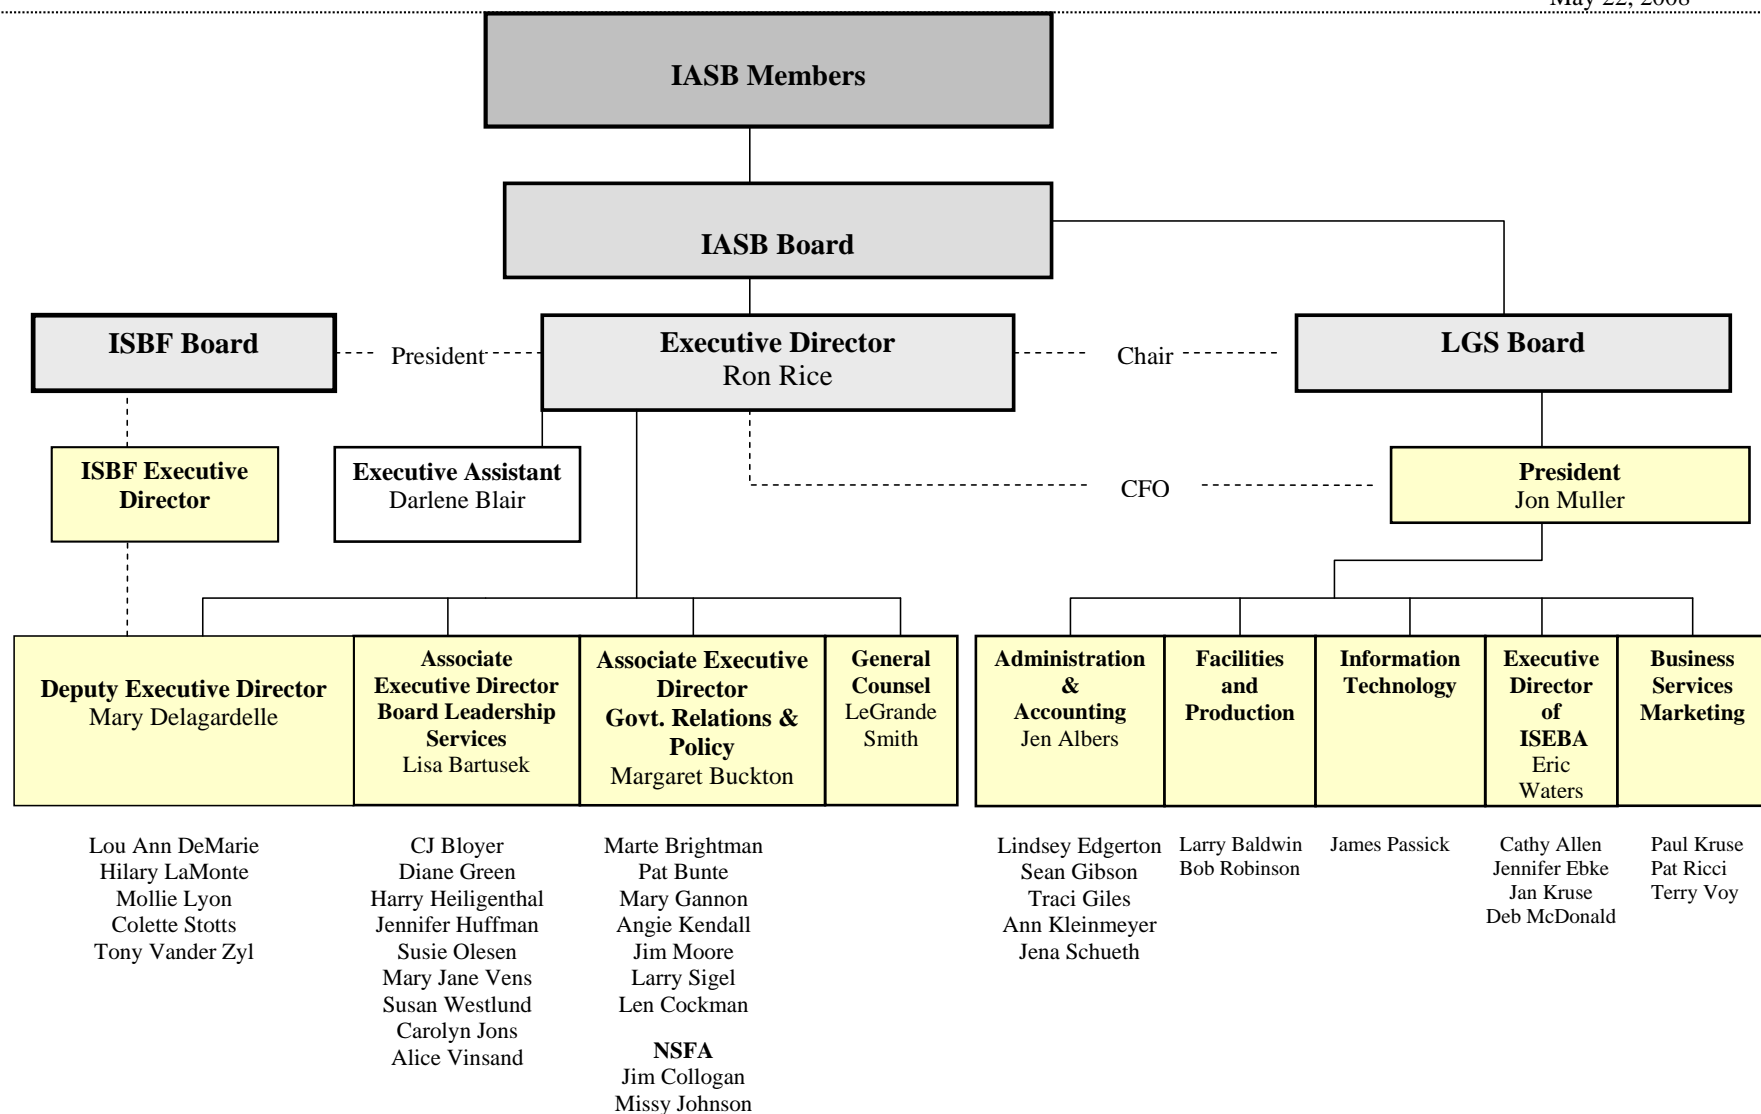 May 22, 2008
IASB Members
IASB Board
ISBF Board
President
Executive Director
Ron Rice
Chair
LGS Board
ISBF Executive
Director
Executive Assistant
Darlene Blair
CFO
President
Jon Muller
Deputy Executive Director
Mary Delagardelle
Associate
Executive Director
Board Leadership
Services
Lisa Bartusek
Associate Executive
Director
Govt. Relations &
Policy
Margaret Buckton
General
Counsel
LeGrande
Smith
Administration
&
Accounting
Jen Albers
Facilities
and
Production
Information
Technology
Executive
Director
of
ISEBA
Eric
Waters
Business
Services
Marketing
Lou Ann DeMarie
Hilary LaMonte
Mollie Lyon
Colette Stotts
Tony Vander Zyl
CJ Bloyer
Diane Green
Harry Heiligenthal
Jennifer Huffman
Susie Olesen
Mary Jane Vens
Susan Westlund
Carolyn Jons
Alice Vinsand
Marte Brightman
Pat Bunte
Mary Gannon
Angie Kendall
Jim Moore
Larry Sigel
Len Cockman
NSFA
Jim Collogan
Missy Johnson
Lindsey Edgerton
Sean Gibson
Traci Giles
Ann Kleinmeyer
Jena Schueth
Larry Baldwin
Bob Robinson
James Passick
Cathy Allen
Jennifer Ebke
Jan Kruse
Deb McDonald
Paul Kruse
Pat Ricci
Terry Voy